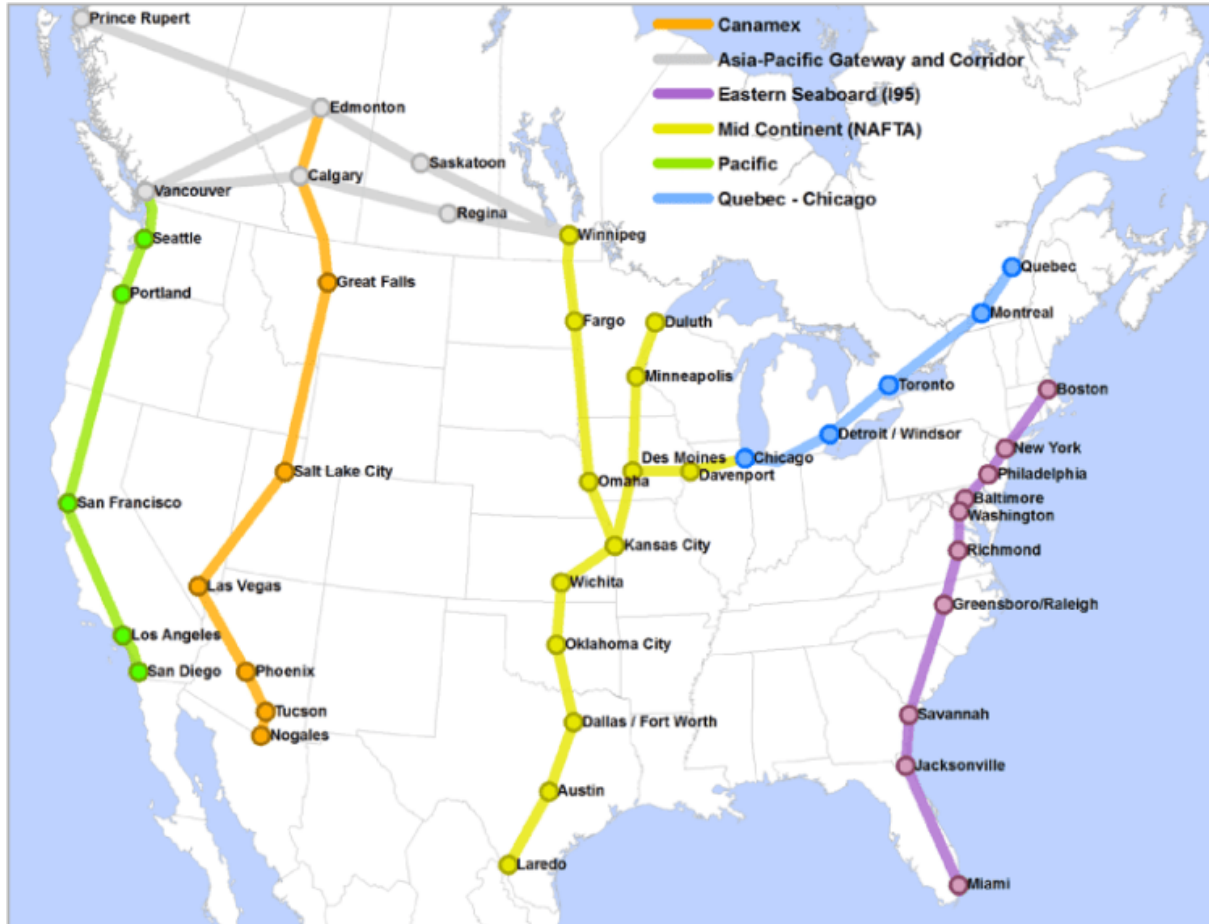 Prince Rupert
Canamex
Asia-Pacific Gateway and Corridor
Eastern Seaboard (I95)
Mid Continent (NAFTA)
Pacific
Quebec - Chicago
Edmonton
Saskatoon
Calgary
Vancouver
Regina
Winnipeg
Seattle
Quebec
Great Falls
Portland
Montreal
Fargo
Duluth
Minneapolis
Toronto
Boston
Detroit / Windsor
New York
Des Moines
Chicago
Salt Lake City
Davenport
Philadelphia
Omaha
Baltimore
San Francisco
Washington
Kansas City
Richmond
Wichita
Las Vegas
Greensboro/Raleigh
Los Angeles
Oklahoma City
San Diego
Phoenix
Tucson
Savannah
Dallas / Fort Worth
Nogales
Jacksonville
Austin
Laredo
Miami